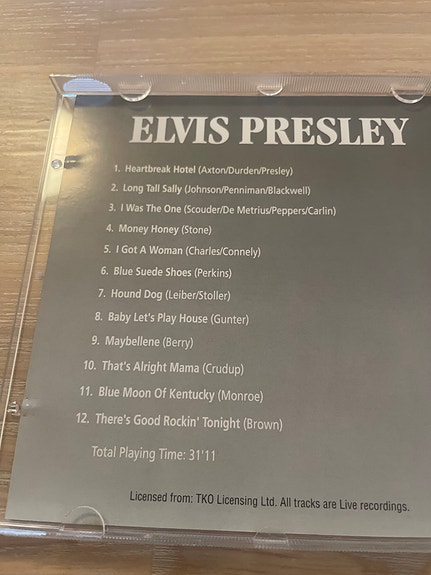 ELVIS PRESLEY
1. Heartbreak Hotel (Axton/Durden/Presley)
2. Long Tall Sally (Johnson/Penniman/Blackwell)
3. I Was The One (Scouder/De Metrius/Peppers/Carlin)
4. Money Honey (Stone)
5. I Got A Woman (Charles/Connely)
6. Blue Suede Shoes (Perkins)
7. Hound Dog (Leiber/Stoller)
8. Baby Let's Play House (Gunter)
9. Maybellene (Berry)
10. That's Alright Mama (Crudup)
11. Blue Moon Of Kentucky (Monroe)
12. There's Good Rockin' Tonight (Brown)
Total Playing Time: 31'11
Licensed from: TKO Licensing Ltd. All tracks are Live recordings.